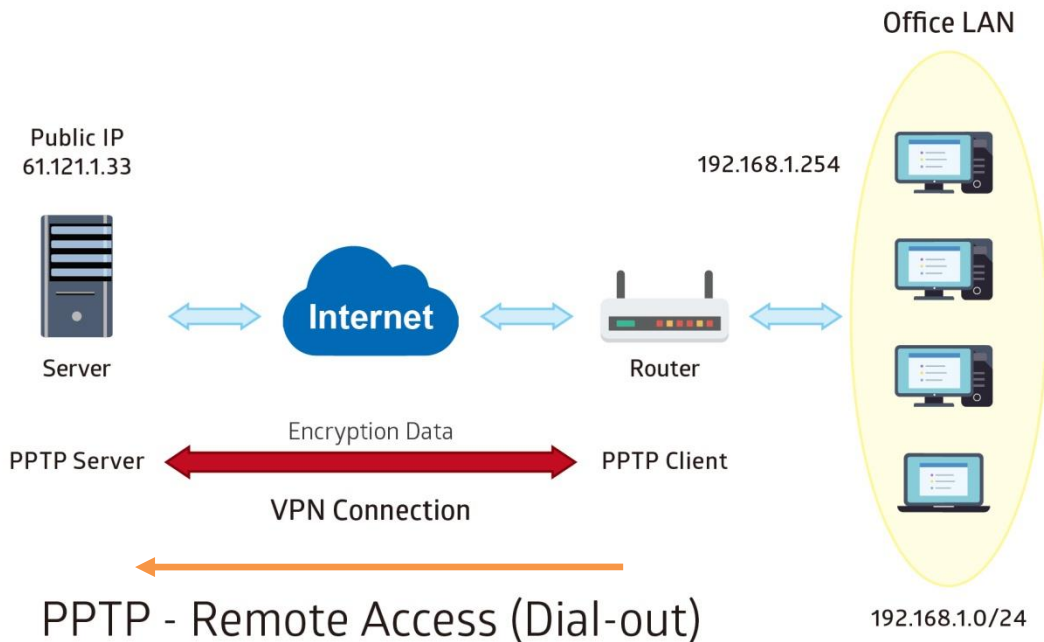 Office LAN
Public IP
61.121.1.33
192.168.1.254
Internet
Server
Router
Encryption Data
PPTP Server
PPTP Client
VPN Connection
PPTP - Remote Access (Dial-out)
192.168.1.0/24